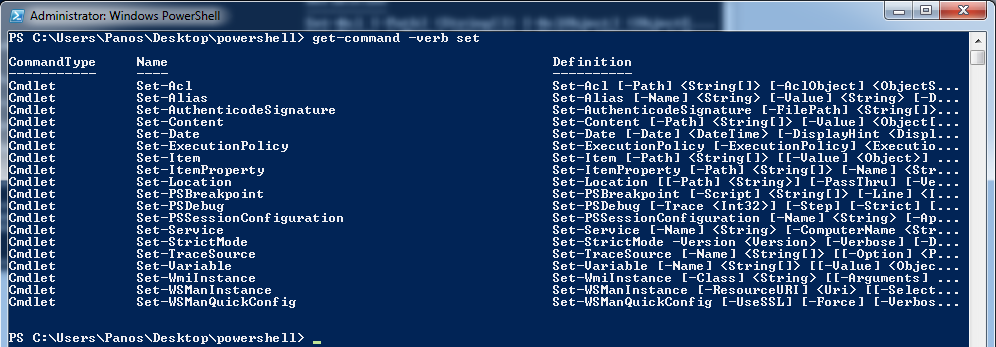 Administrator: Windows PowerShell
PS C:\Users\Panos\Desktop\powershell> get-command -verb set
CommandType Name Definition
----------- ---- ----------
Cmdlet Set-Acl Set-Acl [-Path] <String[]> [-AclObject] <ObjectS...
Cmdlet Set-Alias Set-Alias [-Name] <String> [-Value] <String> [-D...
Cmdlet Set-AuthenticodeSignature Set-AuthenticodeSignature [-FilePath] <String[]>...
Cmdlet Set-Content Set-Content [-Path] <String[]> [-Value] <Object[...
Cmdlet Set-Date Set-Date [-Date] <DateTime> [-DisplayHint <Displ...
Cmdlet Set-ExecutionPolicy Set-ExecutionPolicy [-ExecutionPolicy] <Executio...
Cmdlet Set-Item Set-Item [-Path] <String[]> [[-Value] <Object>] ...
Cmdlet Set-ItemProperty Set-ItemProperty [-Path] <String[]> [-Name] <Str...
Cmdlet Set-Location Set-Location [[-Path] <String>] [-PassThru] [-Ve...
Cmdlet Set-PSBreakpoint Set-PSBreakpoint [-Script] <String[]> [-Line] <I...
Cmdlet Set-PSDebug Set-PSDebug [-Trace <Int32>] [-Step] [-Strict] [...
Cmdlet Set-PSSessionConfiguration Set-PSSessionConfiguration [-Name] <String> [-Ap...
Cmdlet Set-Service Set-Service [-Name] <String> [-ComputerName <Str...
Cmdlet Set-StrictMode Set-StrictMode -Version <Version> [-Verbose] [-D...
Cmdlet Set-TraceSource Set-TraceSource [-Name] <String[]> [[-Option] <P...
Cmdlet Set-Variable Set-Variable [-Name] <String[]> [[-Value] <Objec...
Cmdlet Set-WmiInstance Set-WmiInstance [-Class] <String> [[-Arguments] ...
Cmdlet Set-WSManInstance Set-WSManInstance [-ResourceURI] <Uri> [[-Select...
Cmdlet Set-WSManQuickConfig Set-WSManQuickConfig [-UseSSL] [-Force] [-Verbos...
PS C:\Users\Panos\Desktop\powershell>